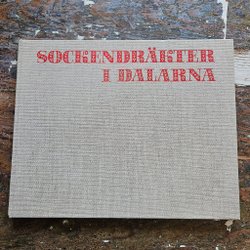 SOCKENDRÄKTER
I DALARNA